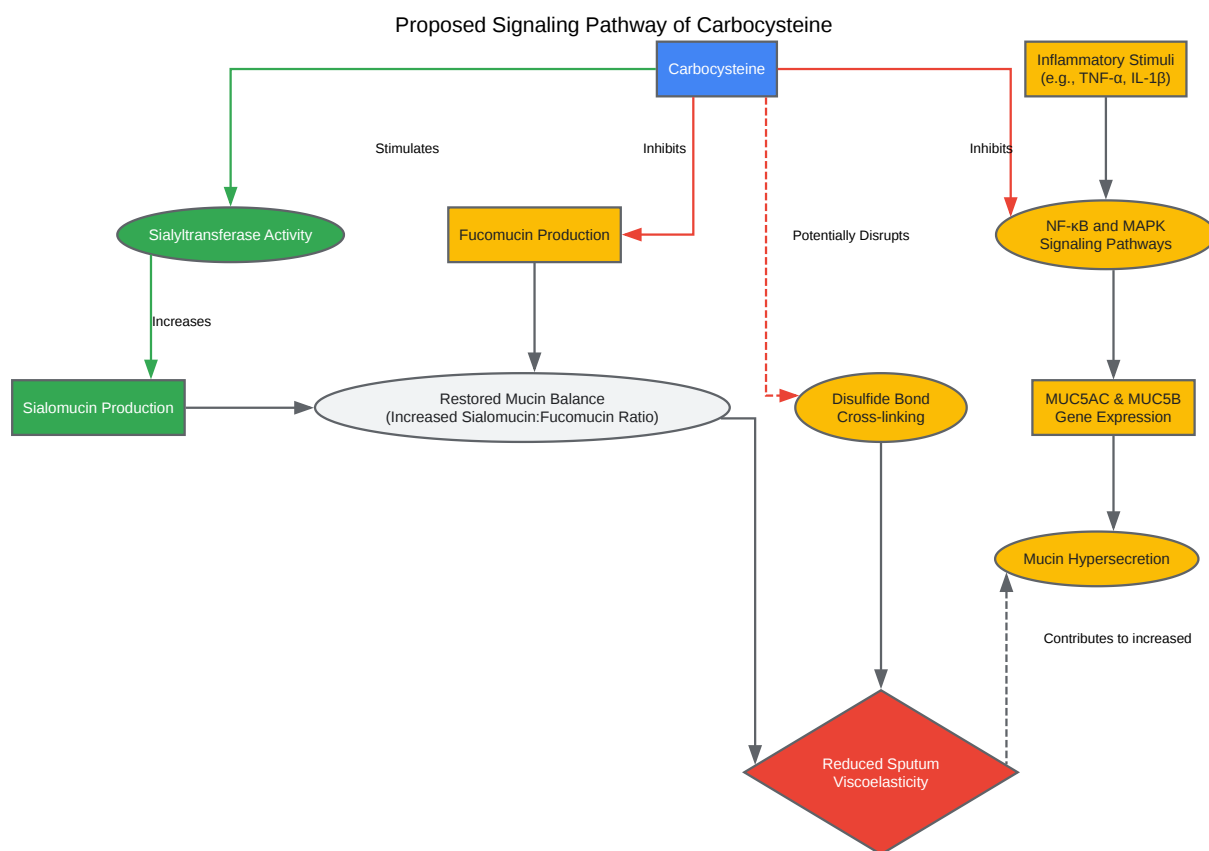 Proposed Signaling Pathway of Carbocysteine
Carbocysteine
Inflammatory Stimuli
(e.g., TNF-α, IL-1β)
Stimulates
Inhibits
Inhibits
Sialyltransferase Activity
Fucomucin Production
Potentially Disrupts
NF-κB and MAPK
Signaling Pathways
Increases
Sialomucin Production
Restored Mucin Balance
(Increased Sialomucin:Fucomucin Ratio)
Disulfide Bond
Cross-linking
MUC5AC & MUC5B
Gene Expression
Mucin Hypersecretion
Contributes to increased
Reduced Sputum
Viscoelasticity